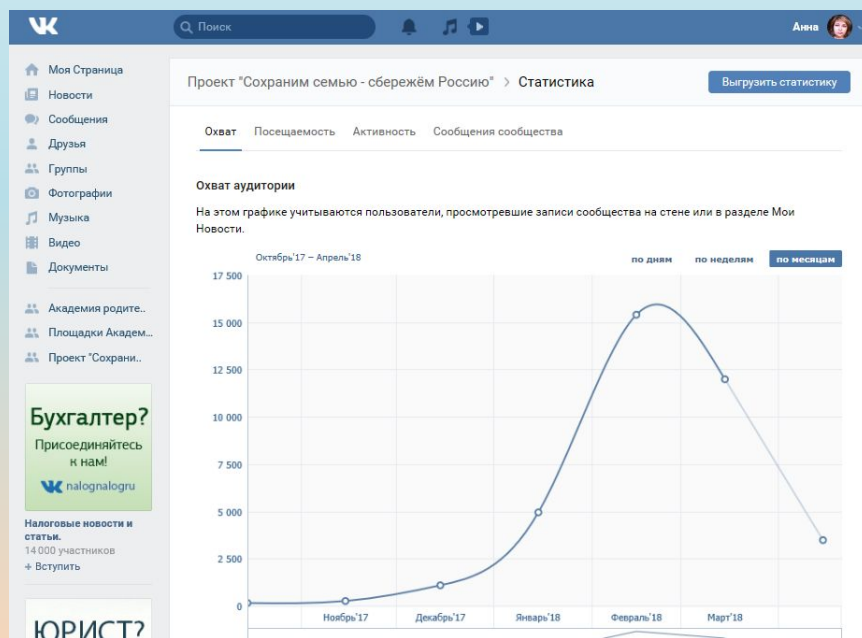 Поиск
Анна
Моя Страница
Новости
Сообщения
Друзья
Группы
Фотографии
Музыка
Видео
Документы
Академия родите..
Площадки Академ...
Проект "Сохрани..
Бухгалтер?
Присоединяйтесь
к нам!
nalognalogru
Налоговые новости и
статьи.
14 000 участников
+ Вступить
ЮРИСТ?
Проект "Сохраним семью - сбережём Россию" > Статистика
Выгрузить статистику
Охват Посещаемость Активность Сообщения сообщества
Охват аудитории
На этом графике учитываются пользователи, просмотревшие записи сообщества на стене или в разделе Мои
Новости.
Октябрь'17 – Апрель'18
по дням по неделям по месяцам
17 500
15 000
12 500
10 000
7 500
5 000
2 500
0
Ноябрь'17 Декабрь'17 Январь'18 Февраль'18 Март'18